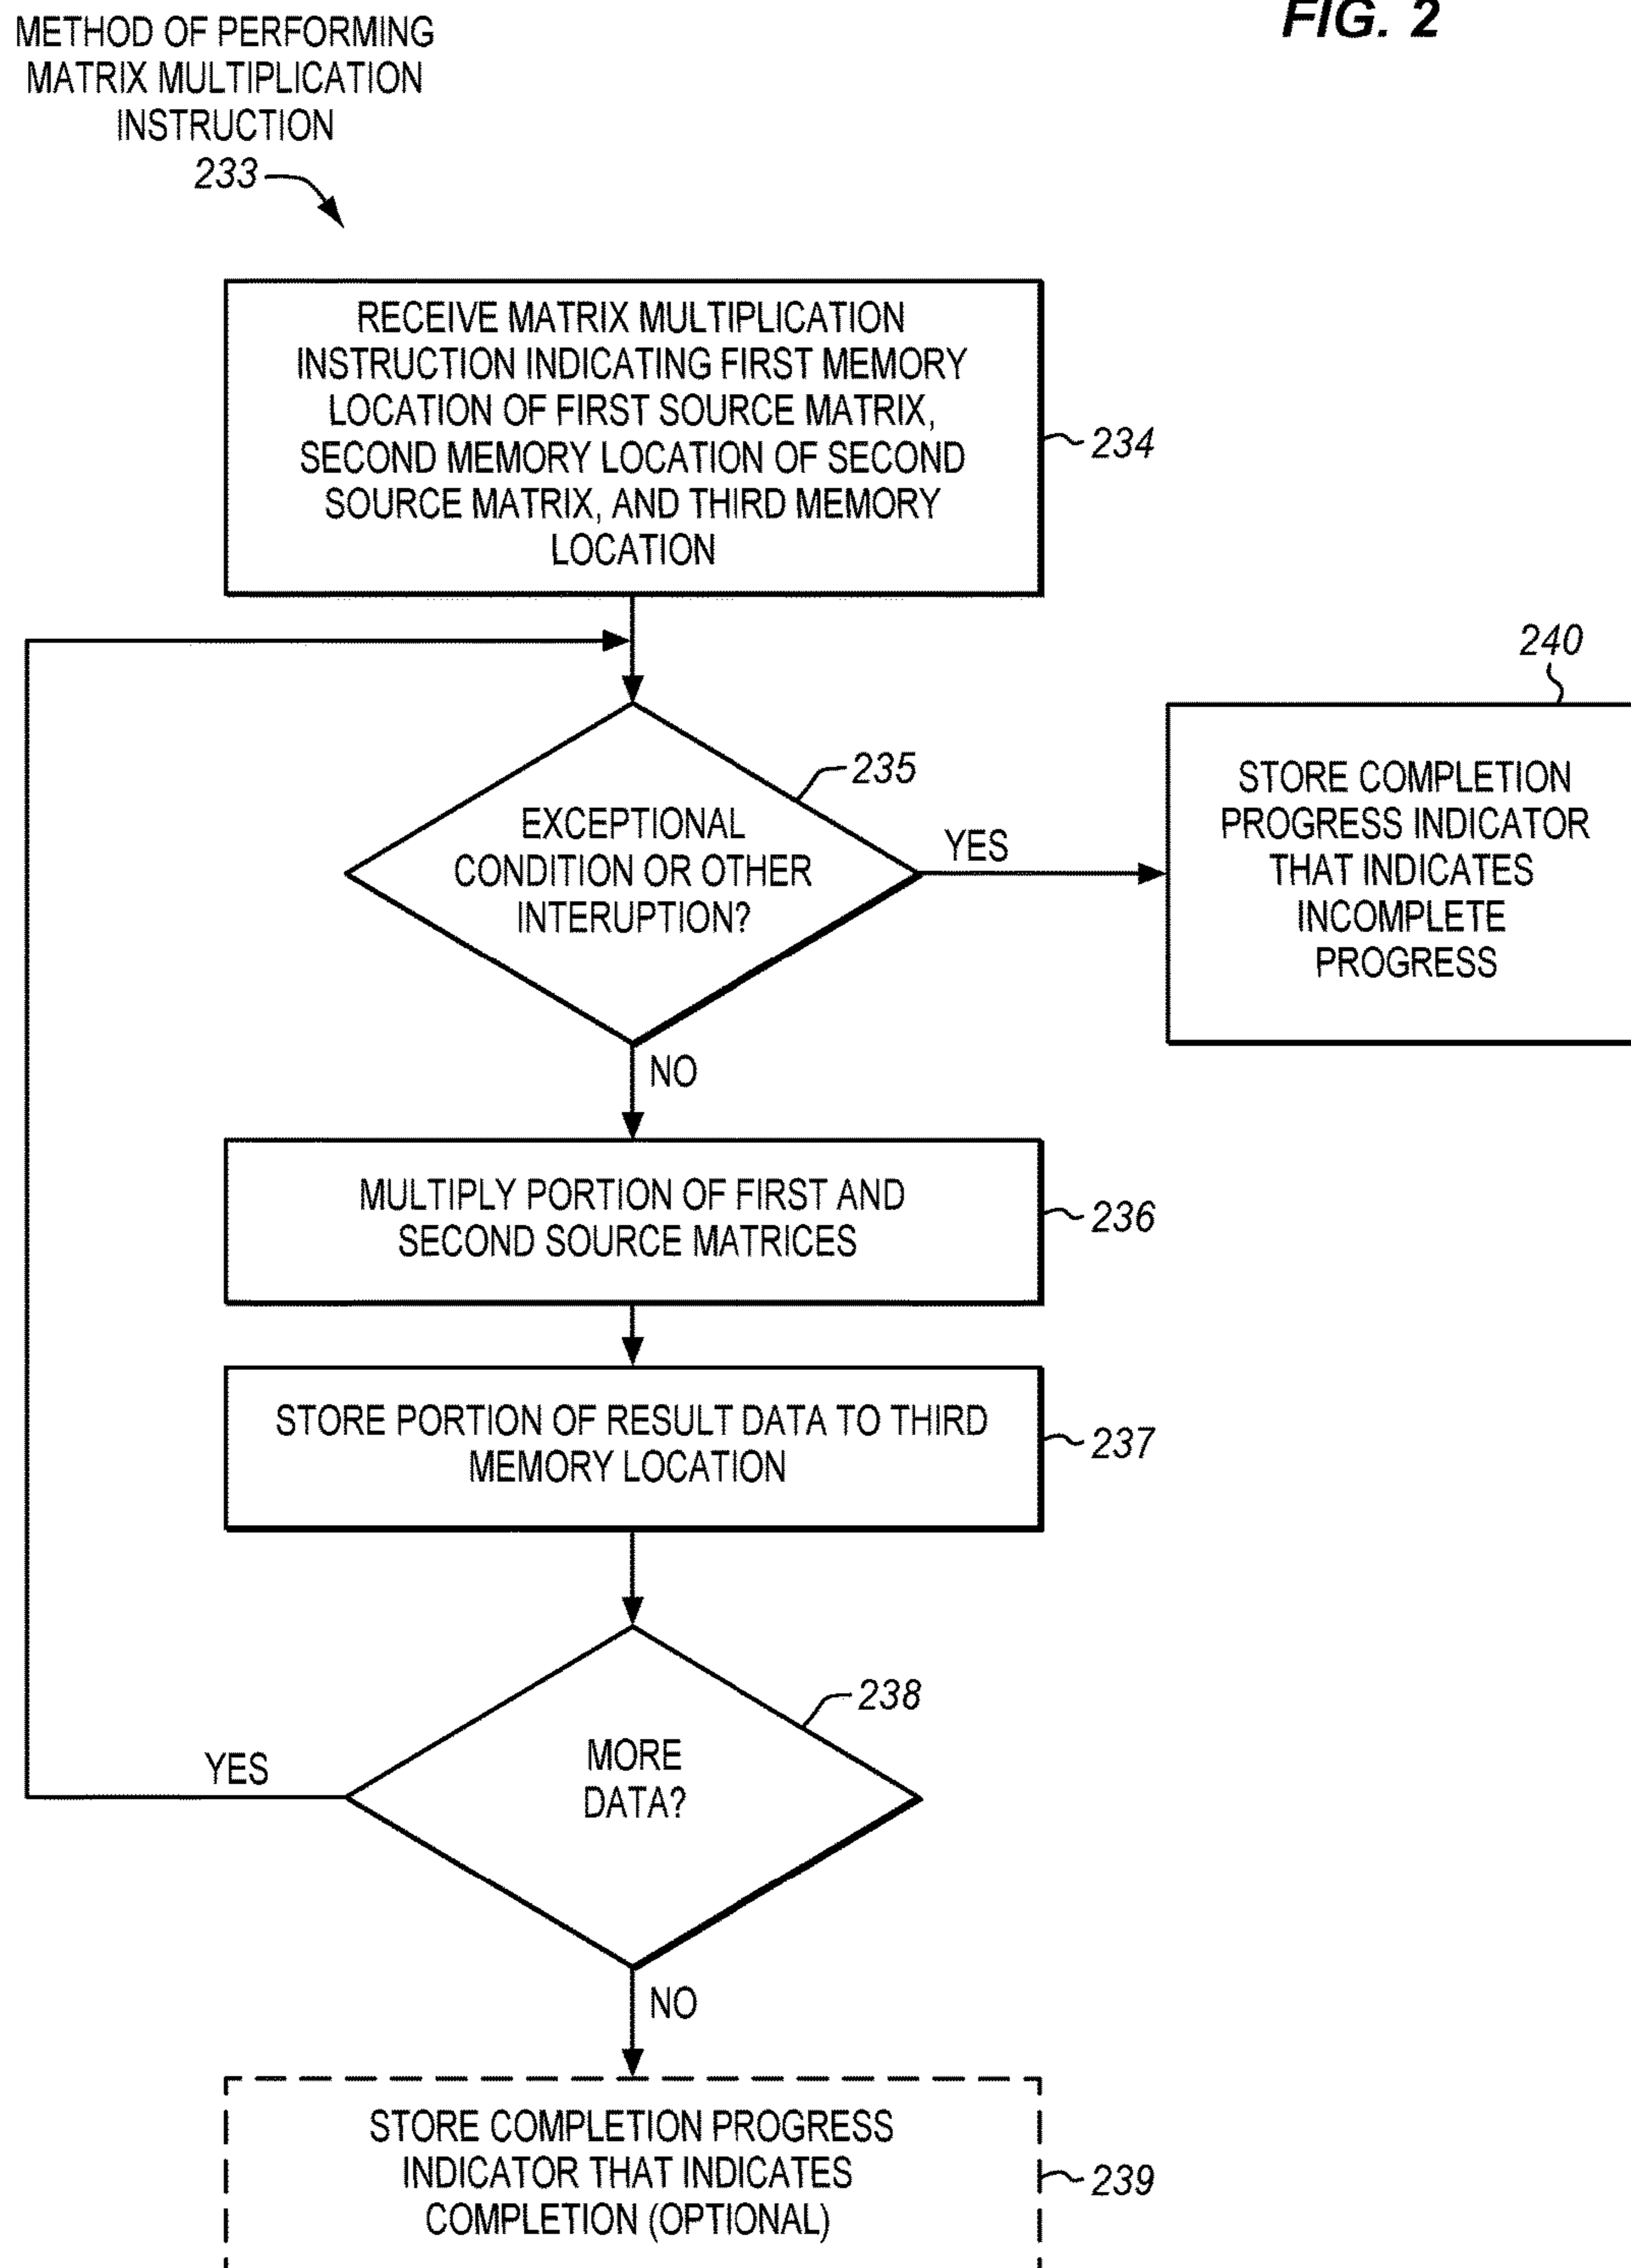 FIG. 2
METHOD OF PERFORMING
MATRIX MULTIPLICATION
INSTRUCTION
233
RECEIVE MATRIX MULTIPLICATION
INSTRUCTION INDICATING FIRST MEMORY
LOCATION OF FIRST SOURCE MATRIX,
SECOND MEMORY LOCATION OF SECOND
SOURCE MATRIX, AND THIRD MEMORY
LOCATION
234
235
EXCEPTIONAL
CONDITION OR OTHER
INTERUPTION?
YES
240
STORE COMPLETION
PROGRESS INDICATOR
THAT INDICATES
INCOMPLETE
PROGRESS
NO
MULTIPLY PORTION OF FIRST AND
SECOND SOURCE MATRICES
236
STORE PORTION OF RESULT DATA TO THIRD
MEMORY LOCATION
237
238
MORE
DATA?
YES
NO
STORE COMPLETION PROGRESS
INDICATOR THAT INDICATES
COMPLETION (OPTIONAL)
239